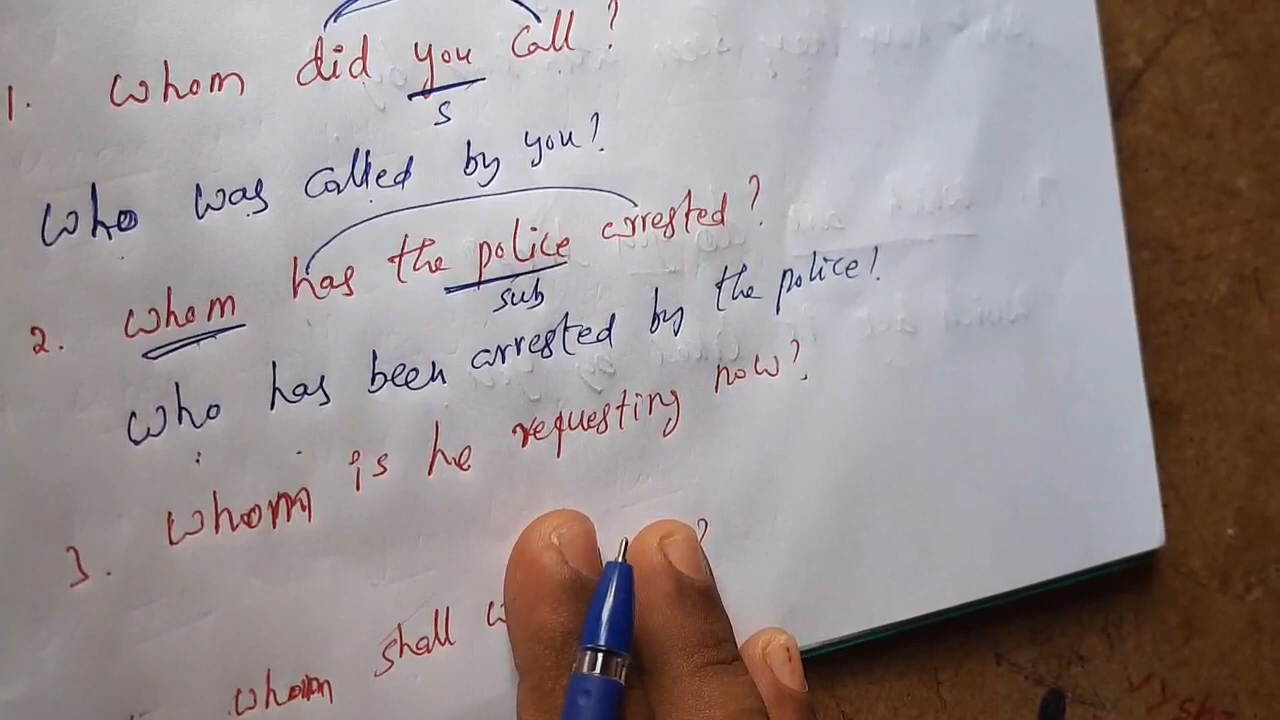 1. Whom did you call?
S
Who was called by you?
2. Whom has the police arrested?
sub
Who has been arrested by the police?
3. Whom is he requesting now?
whom shall ?